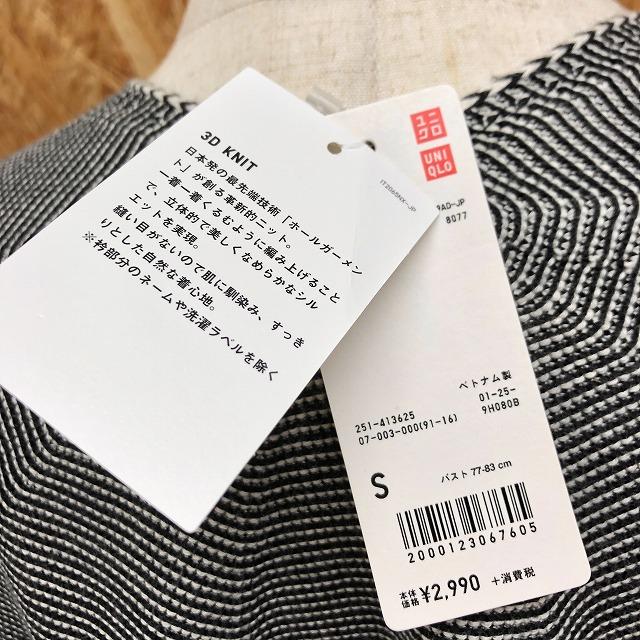 3D KNIT
日本発の最先端技術「ホールガーメン
ト」が創る革新的ニット。
一着一着くるむように編み上げること
で、立体的で美しくなめらかなシル
エットを実現。
縫い目がないので肌に馴染み、すっき
りとした自然な着心地。
※衿部分のネームや洗濯ラベルを除く
ユニ
クロ
UNI
QLO
9AD-JP
8077
ベトナム製
251-413625
01-25-
07-003-000(91-16)
9H080B
S
バスト 77-83 cm
2000123067605
本体
価格 ¥2,990 +消費税